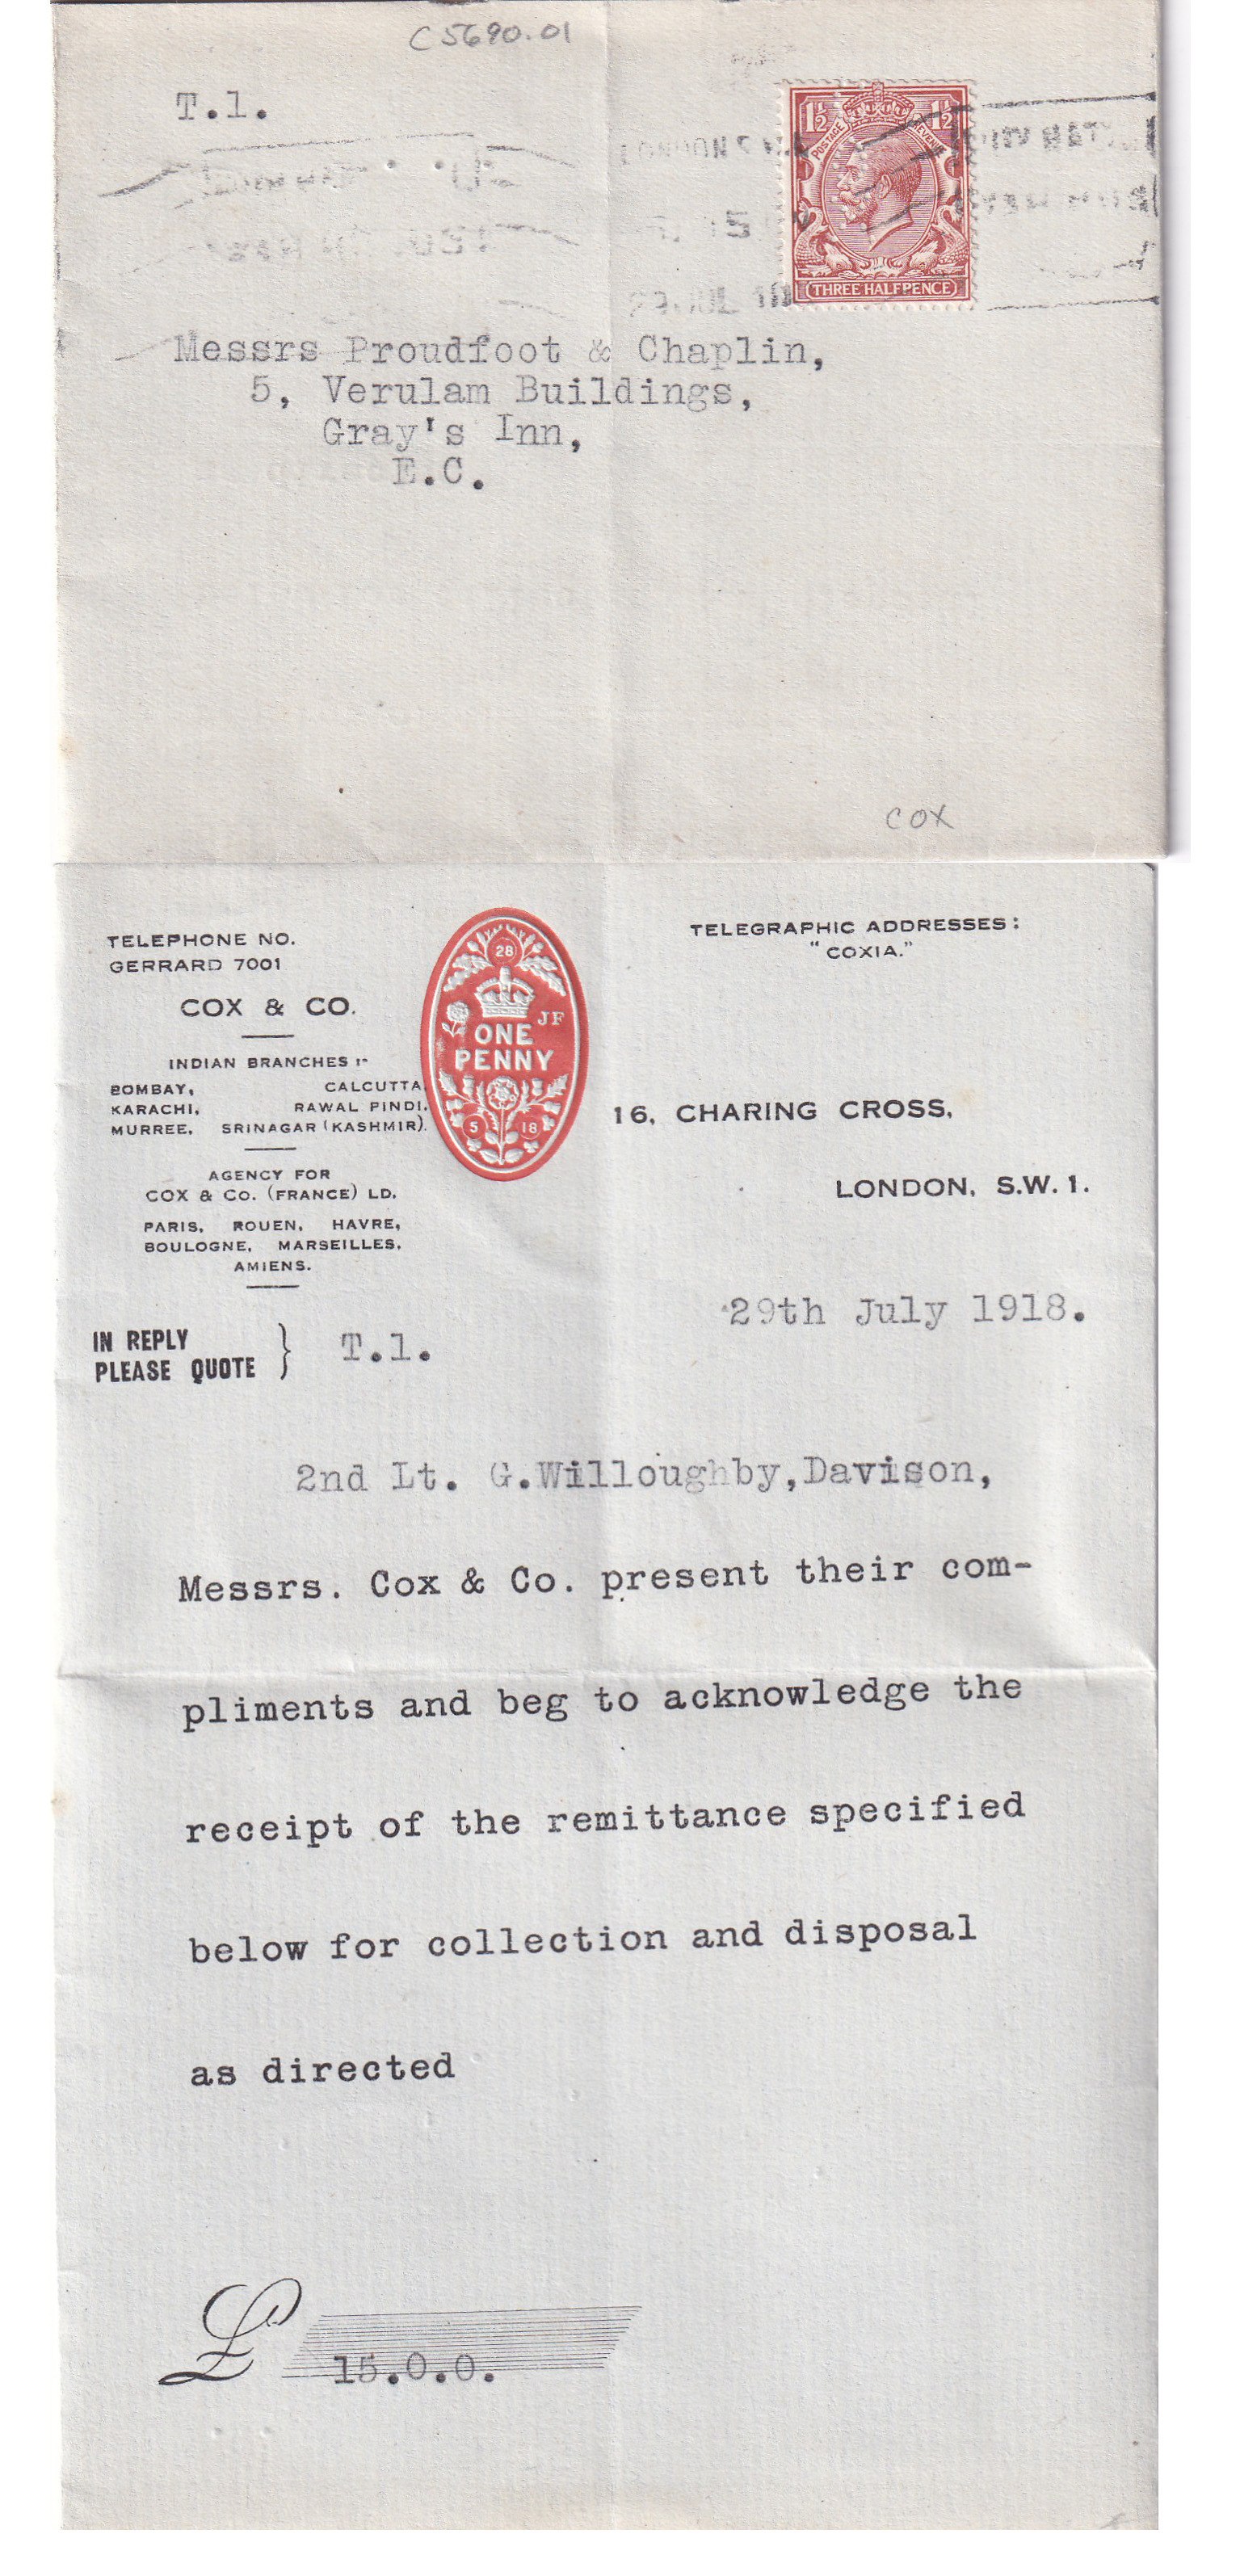 C5690.01
T.1.
1½ 1½
POSTAGE REVENUE
THREE HALFPENCE
Messrs Proudfoot & Chaplin,
5, Verulam Buildings,
Gray's Inn,
E.C.
COX
TELEPHONE NO.
GERRARD 7001
COX & CO.
INDIAN BRANCHES:-
BOMBAY, CALCUTTA,
KARACHI, RAWAL PINDI,
MURREE, SRINAGAR (KASHMIR).
AGENCY FOR
COX & Co. (FRANCE) LD.
PARIS, ROUEN, HAVRE,
BOULOGNE, MARSEILLES,
AMIENS.
28
JF
ONE
PENNY
5 18
TELEGRAPHIC ADDRESSES:
"COXIA."
16, CHARING CROSS,
LONDON, S.W.1.
29th July 1918.
IN REPLY
PLEASE QUOTE } T.1.
2nd Lt. G.Willoughby,Davison,
Messrs. Cox & Co. present their com-
pliments and beg to acknowledge the
receipt of the remittance specified
below for collection and disposal
as directed
£ 15.0.0.